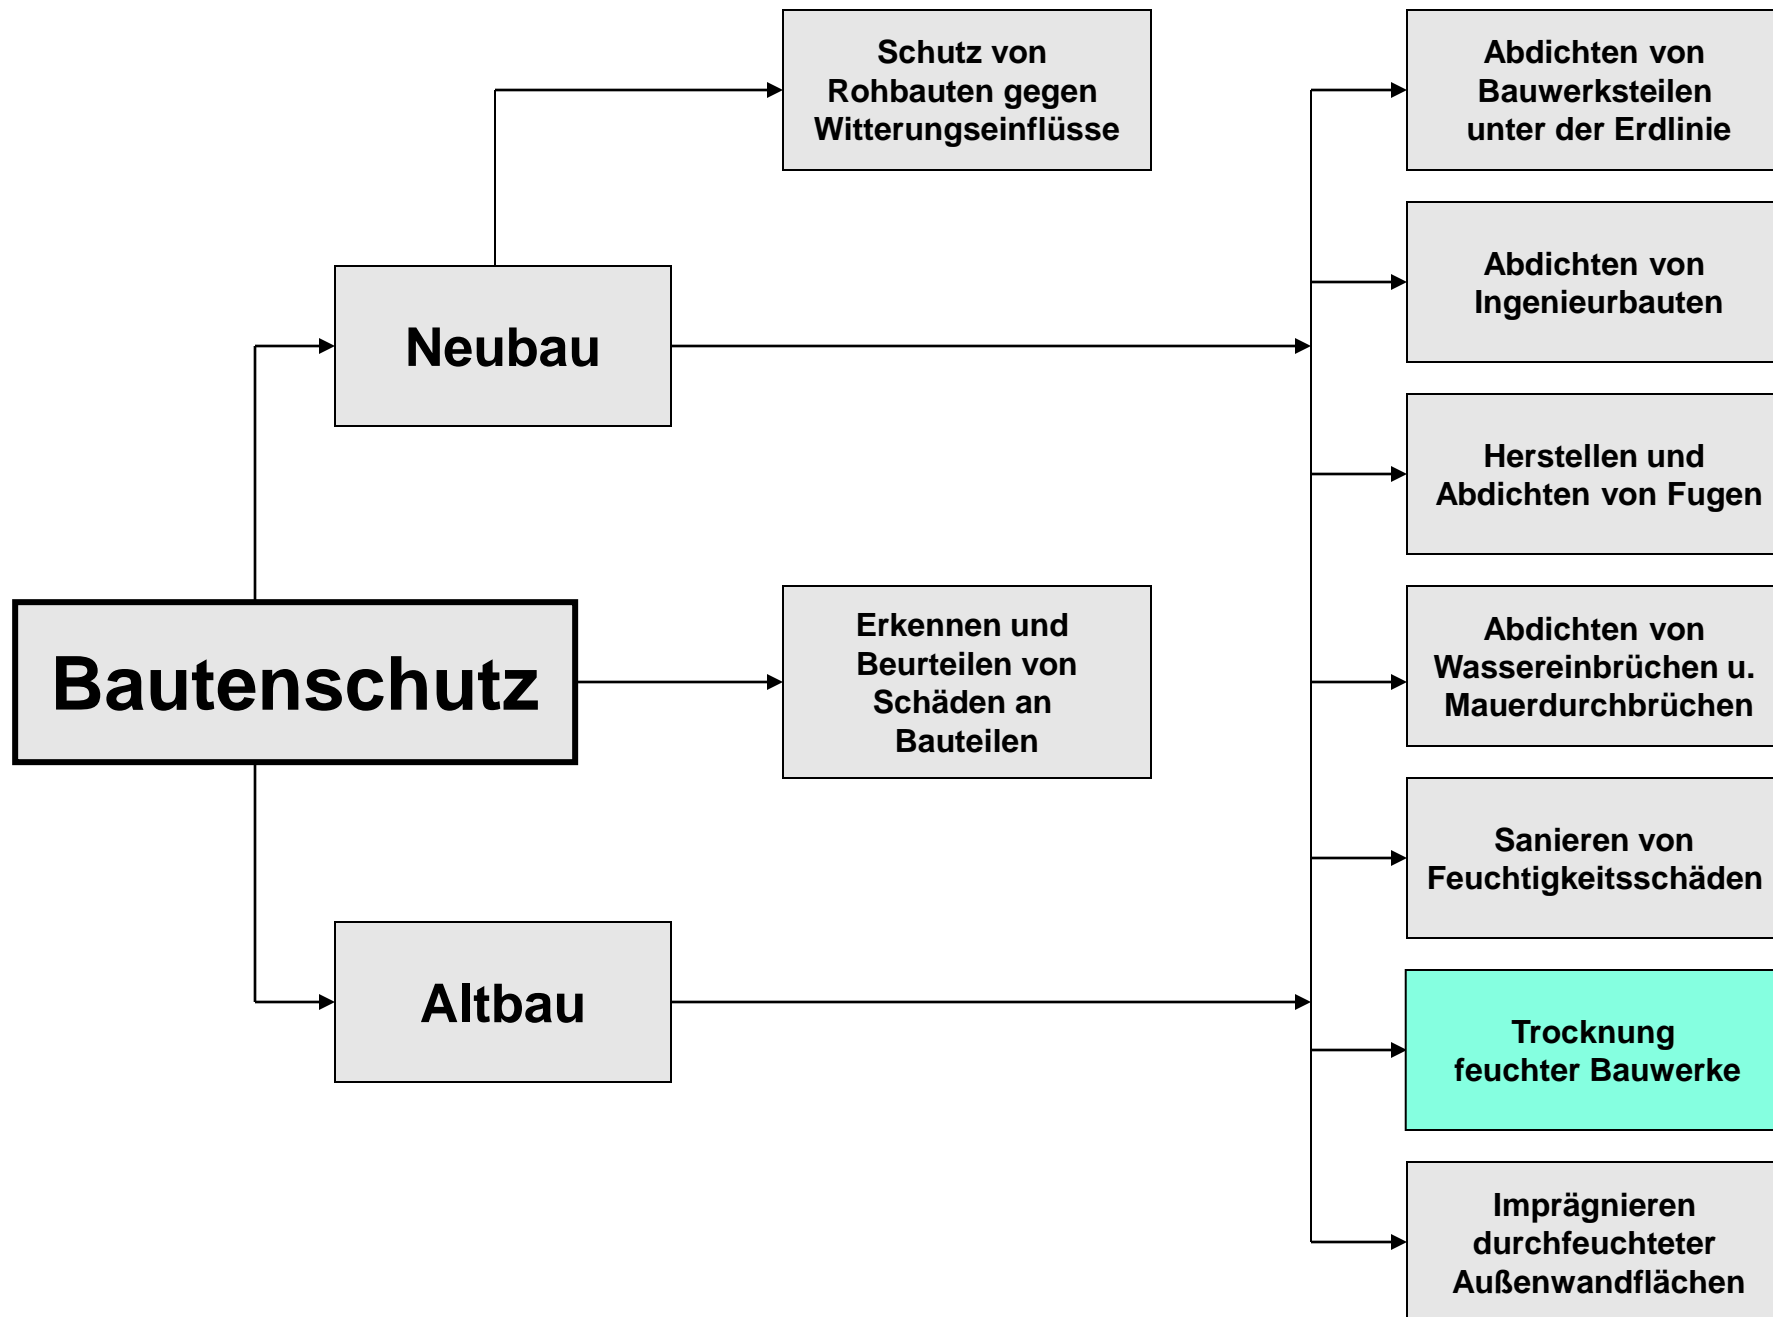 Schutz von
Rohbauten gegen
Witterungseinflüsse
Neubau
Bautenschutz
Erkennen und
Beurteilen von
Schäden an
Bauteilen
Altbau
Abdichten von
Bauwerksteilen
unter der Erdlinie
Abdichten von
Ingenieurbauten
Herstellen und
Abdichten von Fugen
Abdichten von
Wassereinbrüchen u.
Mauerdurchbrüchen
Sanieren von
Feuchtigkeitsschäden
Trocknung
feuchter Bauwerke
Imprägnieren
durchfeuchteter
Außenwandflächen